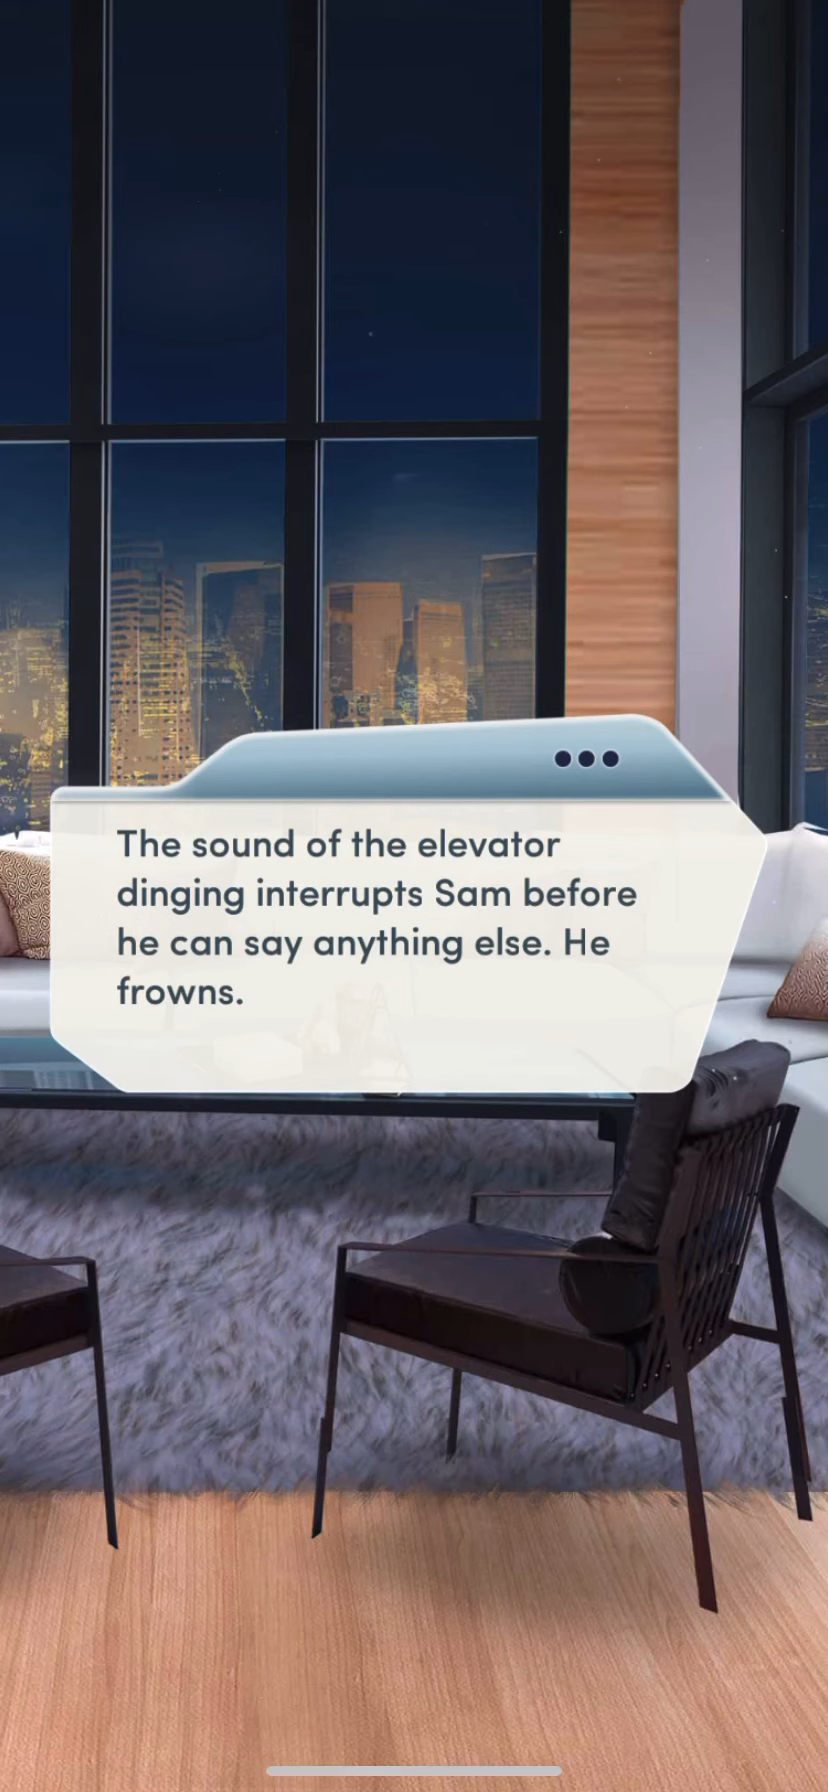 The sound of the elevator
dinging interrupts Sam before
he can say anything else. He
frowns.